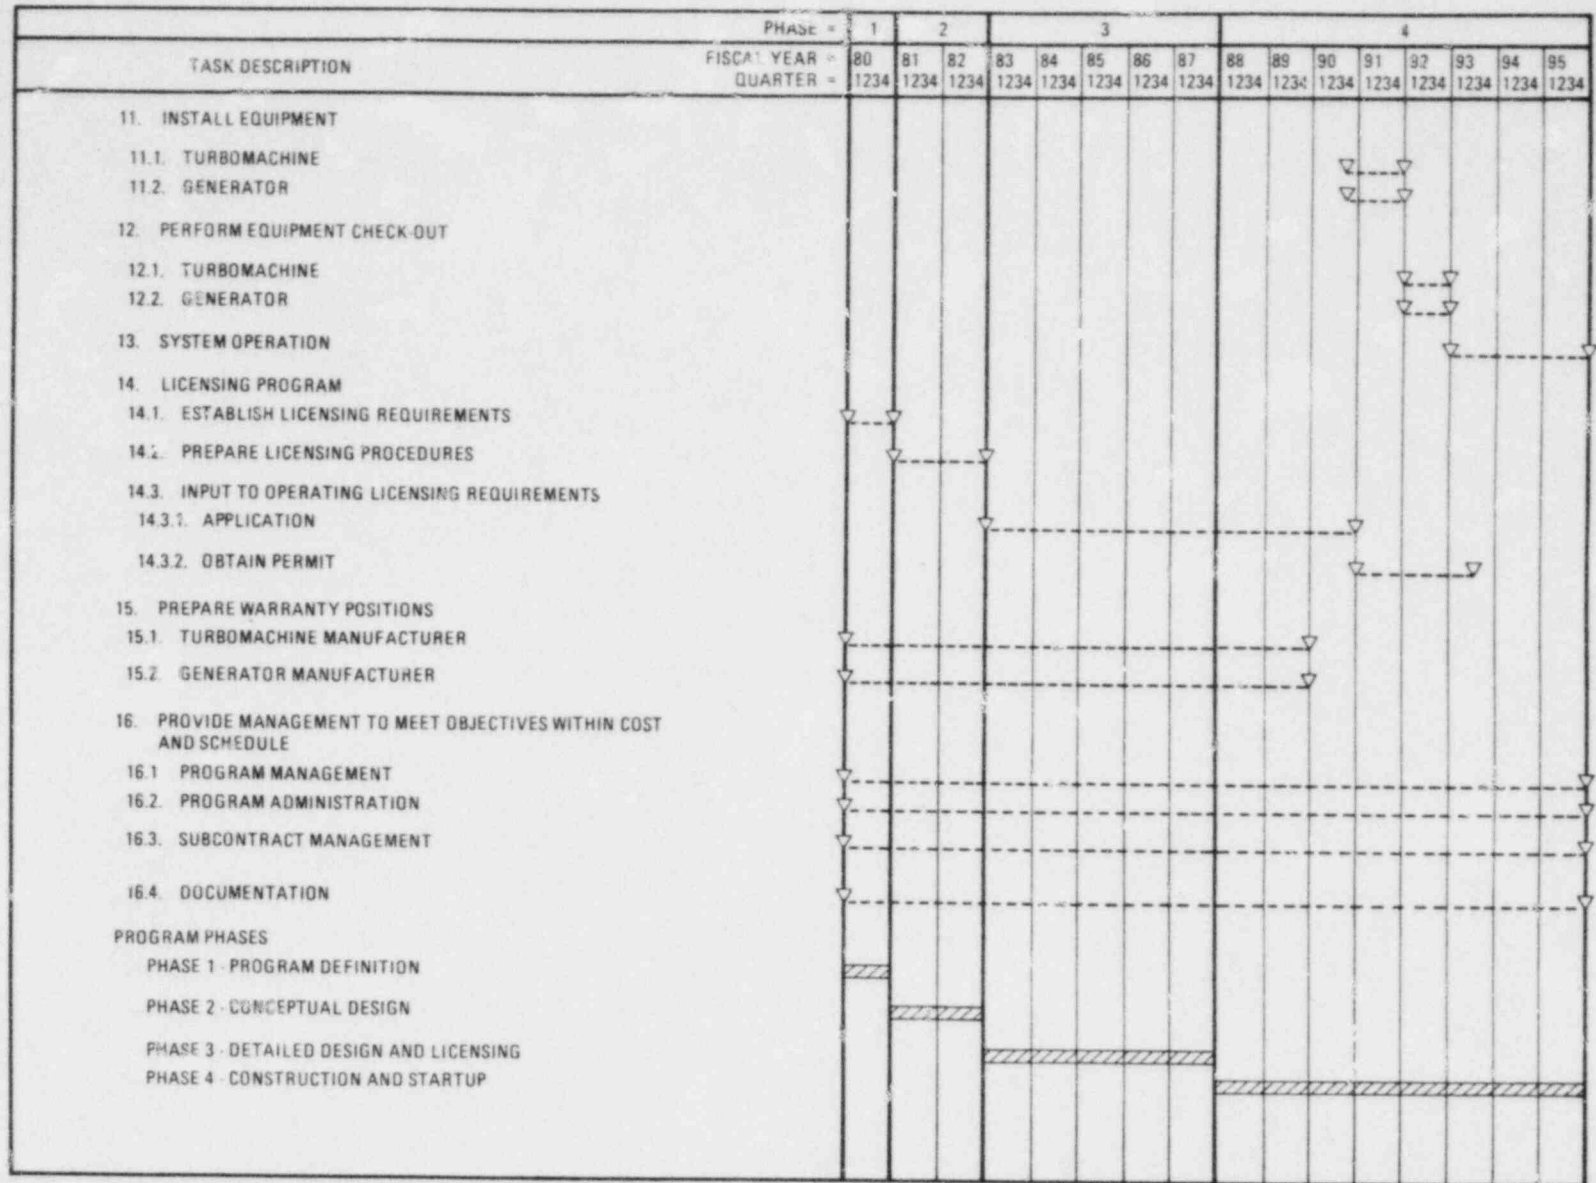 PHASE = 1 2 3 4
TASK DESCRIPTION
FISCAL YEAR = 80 81 82 83 84 85 86 87 88 89 90 91 92 93 94 95
QUARTER = 1234 1234 1234 1234 1234 1234 1234 1234 1234 1234 1234 1234 1234 1234 1234 1234
11. INSTALL EQUIPMENT
11.1. TURBOMACHINE
11.2. GENERATOR
12. PERFORM EQUIPMENT CHECK-OUT
12.1. TURBOMACHINE
12.2. GENERATOR
13. SYSTEM OPERATION
14. LICENSING PROGRAM
14.1. ESTABLISH LICENSING REQUIREMENTS
14.2. PREPARE LICENSING PROCEDURES
14.3. INPUT TO OPERATING LICENSING REQUIREMENTS
14.3.1. APPLICATION
14.3.2. OBTAIN PERMIT
15. PREPARE WARRANTY POSITIONS
15.1 TURBOMACHINE MANUFACTURER
15.2 GENERATOR MANUFACTURER
16. PROVIDE MANAGEMENT TO MEET OBJECTIVES WITHIN COST
AND SCHEDULE
16.1 PROGRAM MANAGEMENT
16.2. PROGRAM ADMINISTRATION
16.3. SUBCONTRACT MANAGEMENT
16.4. DOCUMENTATION
PROGRAM PHASES
PHASE 1 - PROGRAM DEFINITION
PHASE 2 - CONCEPTUAL DESIGN
PHASE 3 - DETAILED DESIGN AND LICENSING
PHASE 4 - CONSTRUCTION AND STARTUP